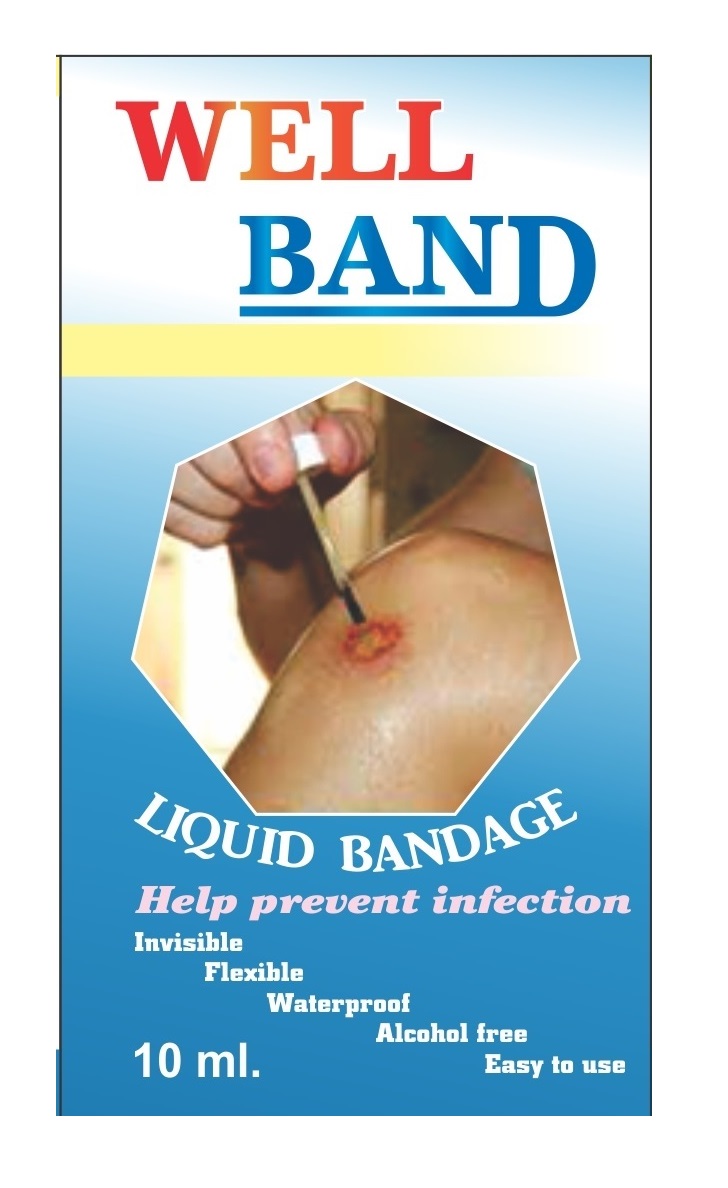 WELL
BAND
LIQUID BANDAGE
Help prevent infection
Invisible
Flexible
Waterproof
Alcohol free
Easy to use
10 ml.